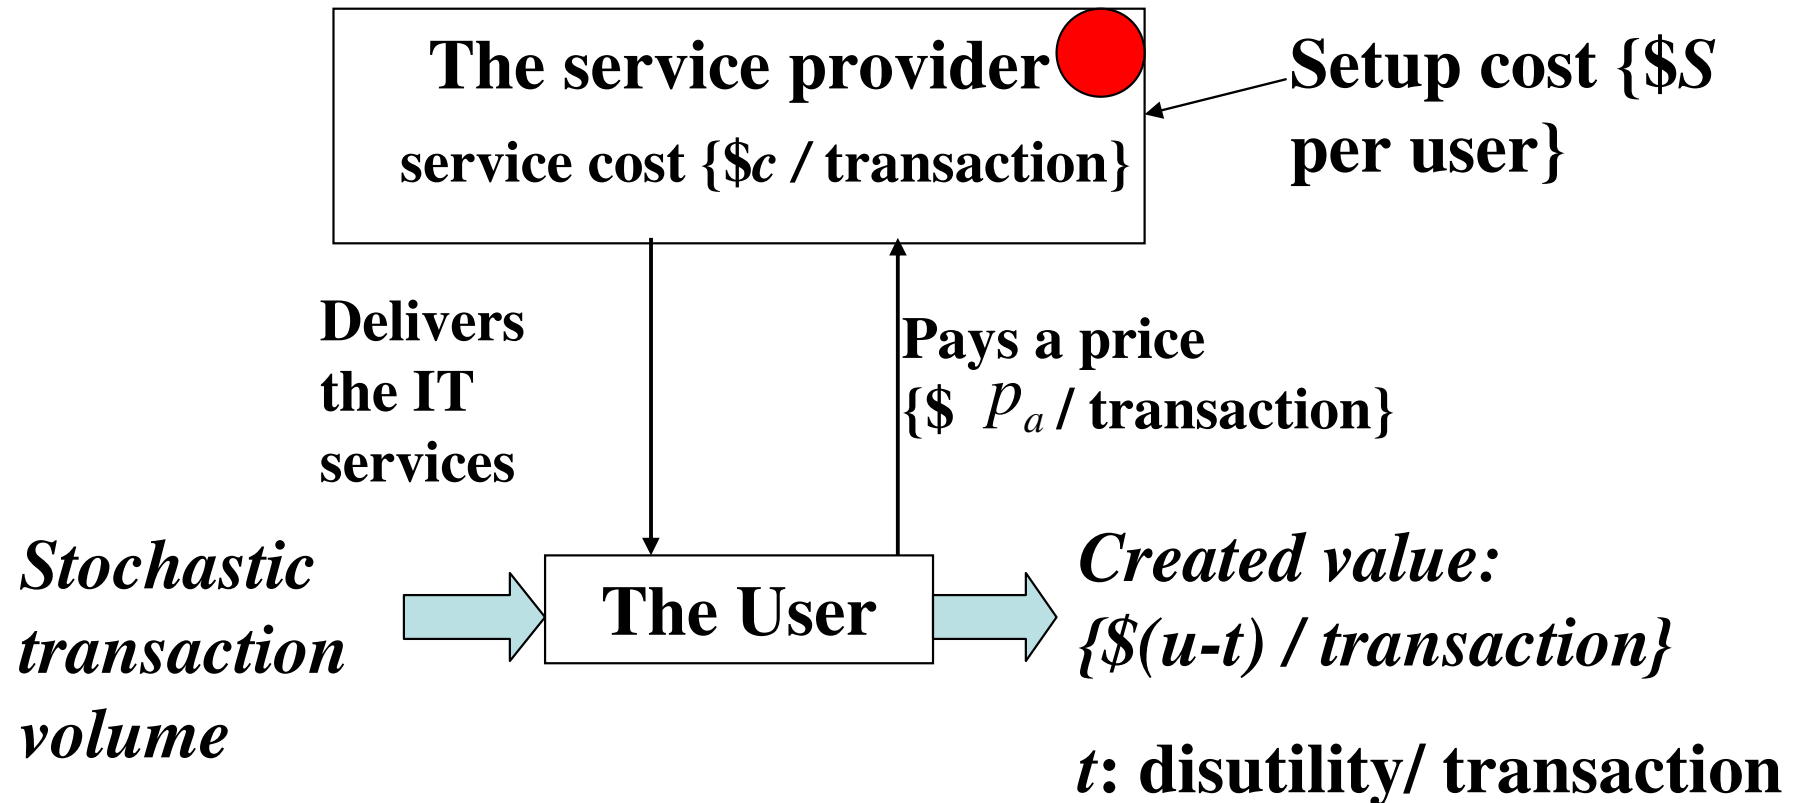 The service provider
service cost {$c / transaction}
Setup cost {$S
per user}
Delivers
the IT
services
Pays a price
{$ pₐ / transaction}
Stochastic
transaction
volume
The User
Created value:
{$(u-t) / transaction}
t: disutility/ transaction